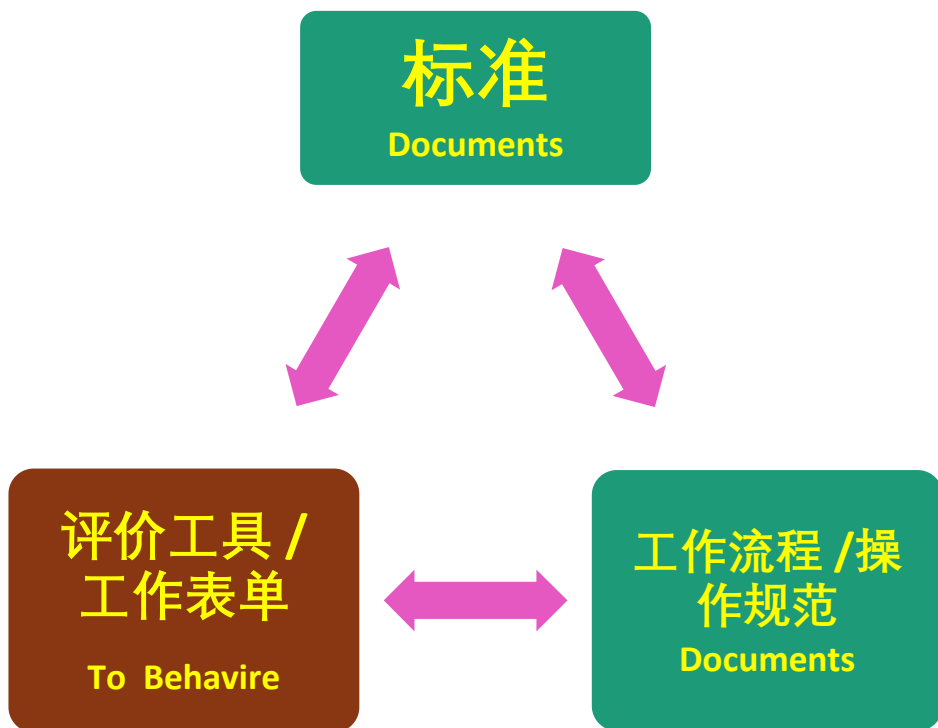 标准
Documents
评价工具 /
工作表单
To Behavire
工作流程 /操
作规范
Documents